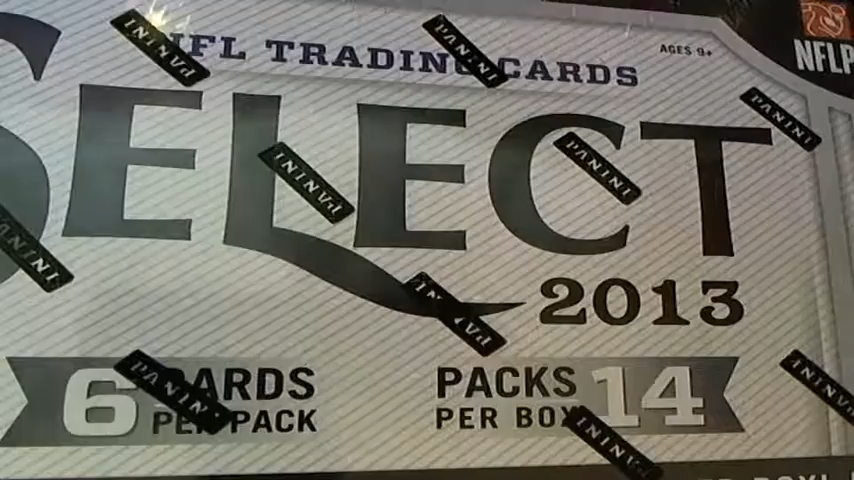 NFL TRADING CARDS
AGES 9+
NFLP
SELECT
2013
6 CARDS PER PACK
PACKS PER BOX 14
PANINI
PANINI
PANINI
PANINI
PANINI
PANINI
PANINI
PANINI
PANINI
PANINI